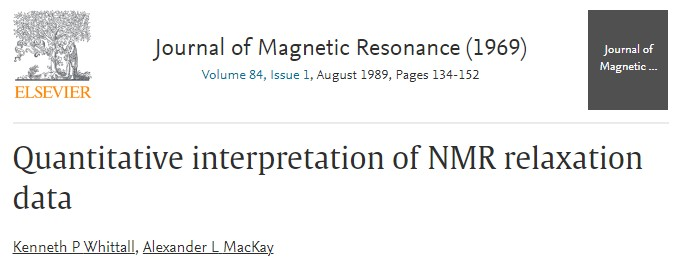 Journal of Magnetic Resonance (1969)
Volume 84, Issue 1, August 1989, Pages 134-152
ELSEVIER
Journal of
Magnetic ...
Quantitative interpretation of NMR relaxation
data
Kenneth P Whittall, Alexander L MacKay